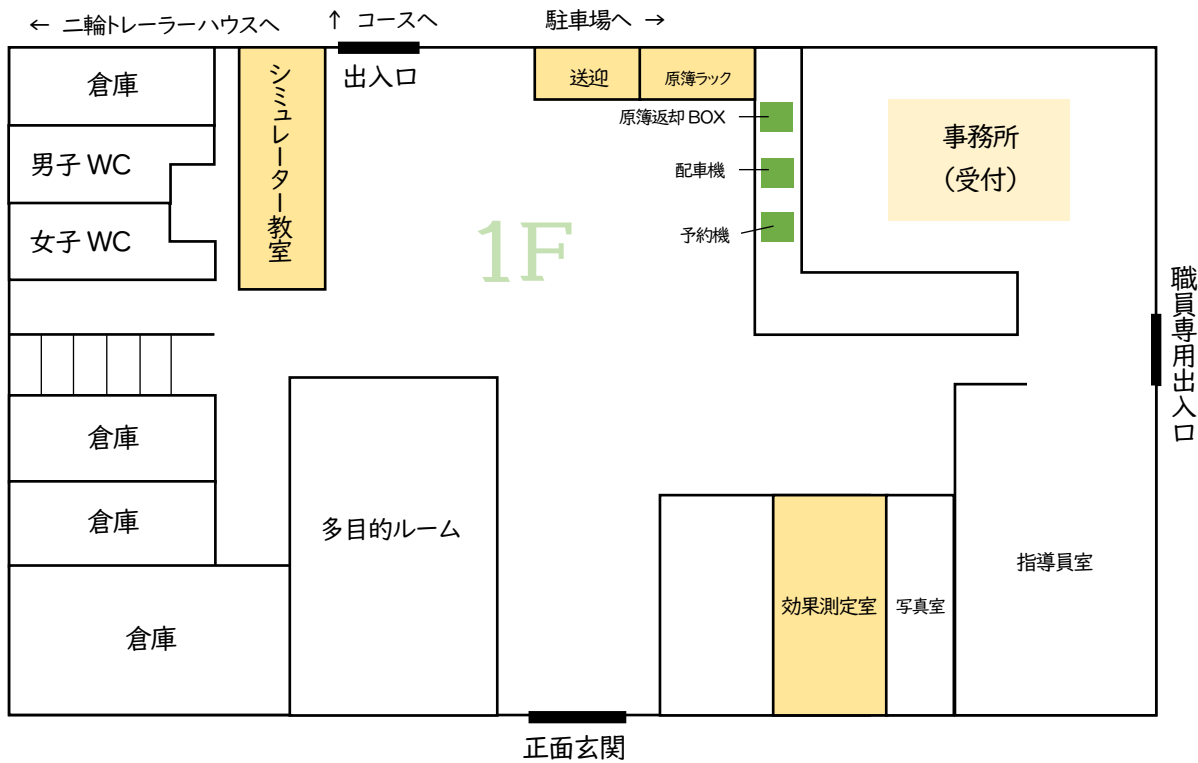 ← 二輪トレーラーハウスへ
↑ コースへ
駐車場へ →
倉庫
シミュレーター教室
出入口
送迎
原簿ラック
原簿返却 BOX
事務所
(受付)
男子 WC
配車機
女子 WC
予約機
1F
職員専用出入口
倉庫
倉庫
多目的ルーム
指導員室
効果測定室
写真室
倉庫
正面玄関